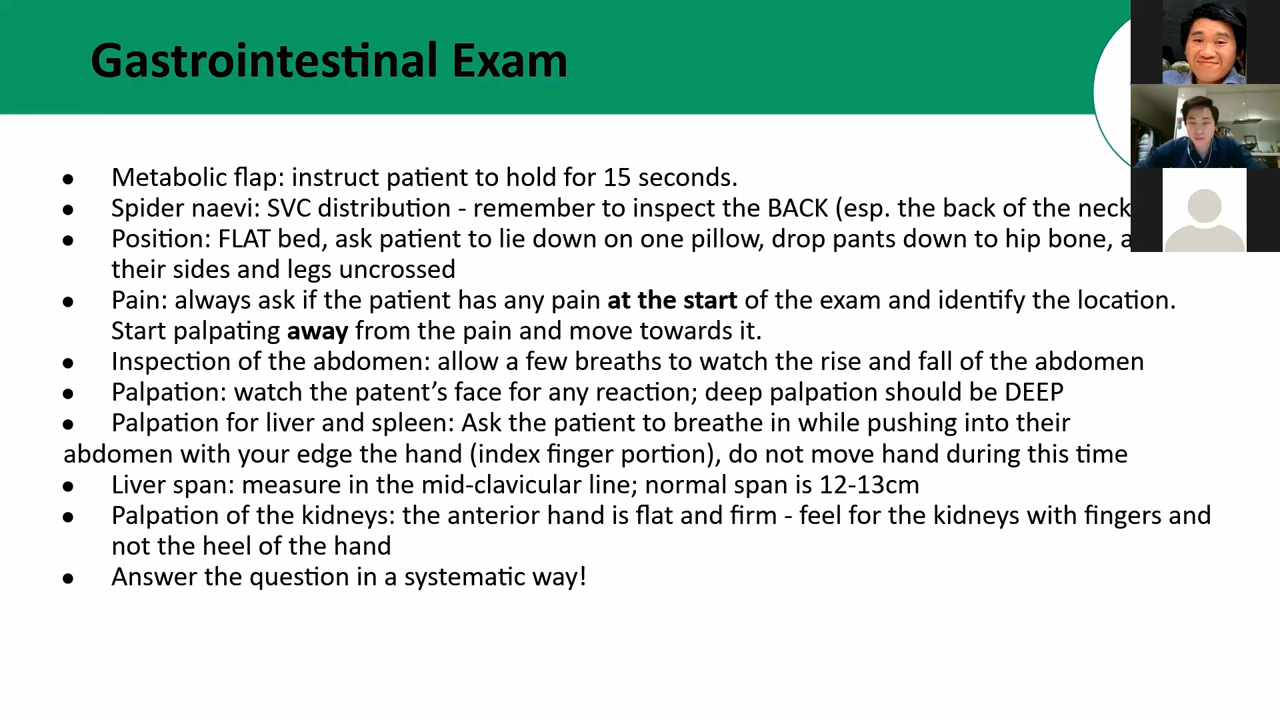 Gastrointestinal Exam
● Metabolic flap: instruct patient to hold for 15 seconds.
● Spider naevi: SVC distribution - remember to inspect the BACK (esp. the back of the neck
● Position: FLAT bed, ask patient to lie down on one pillow, drop pants down to hip bone,
their sides and legs uncrossed
● Pain: always ask if the patient has any pain at the start of the exam and identify the location.
Start palpating away from the pain and move towards it.
● Inspection of the abdomen: allow a few breaths to watch the rise and fall of the abdomen
● Palpation: watch the patent’s face for any reaction; deep palpation should be DEEP
● Palpation for liver and spleen: Ask the patient to breathe in while pushing into their
abdomen with your edge the hand (index finger portion), do not move hand during this time
● Liver span: measure in the mid-clavicular line; normal span is 12-13cm
● Palpation of the kidneys: the anterior hand is flat and firm - feel for the kidneys with fingers and
not the heel of the hand
● Answer the question in a systematic way!